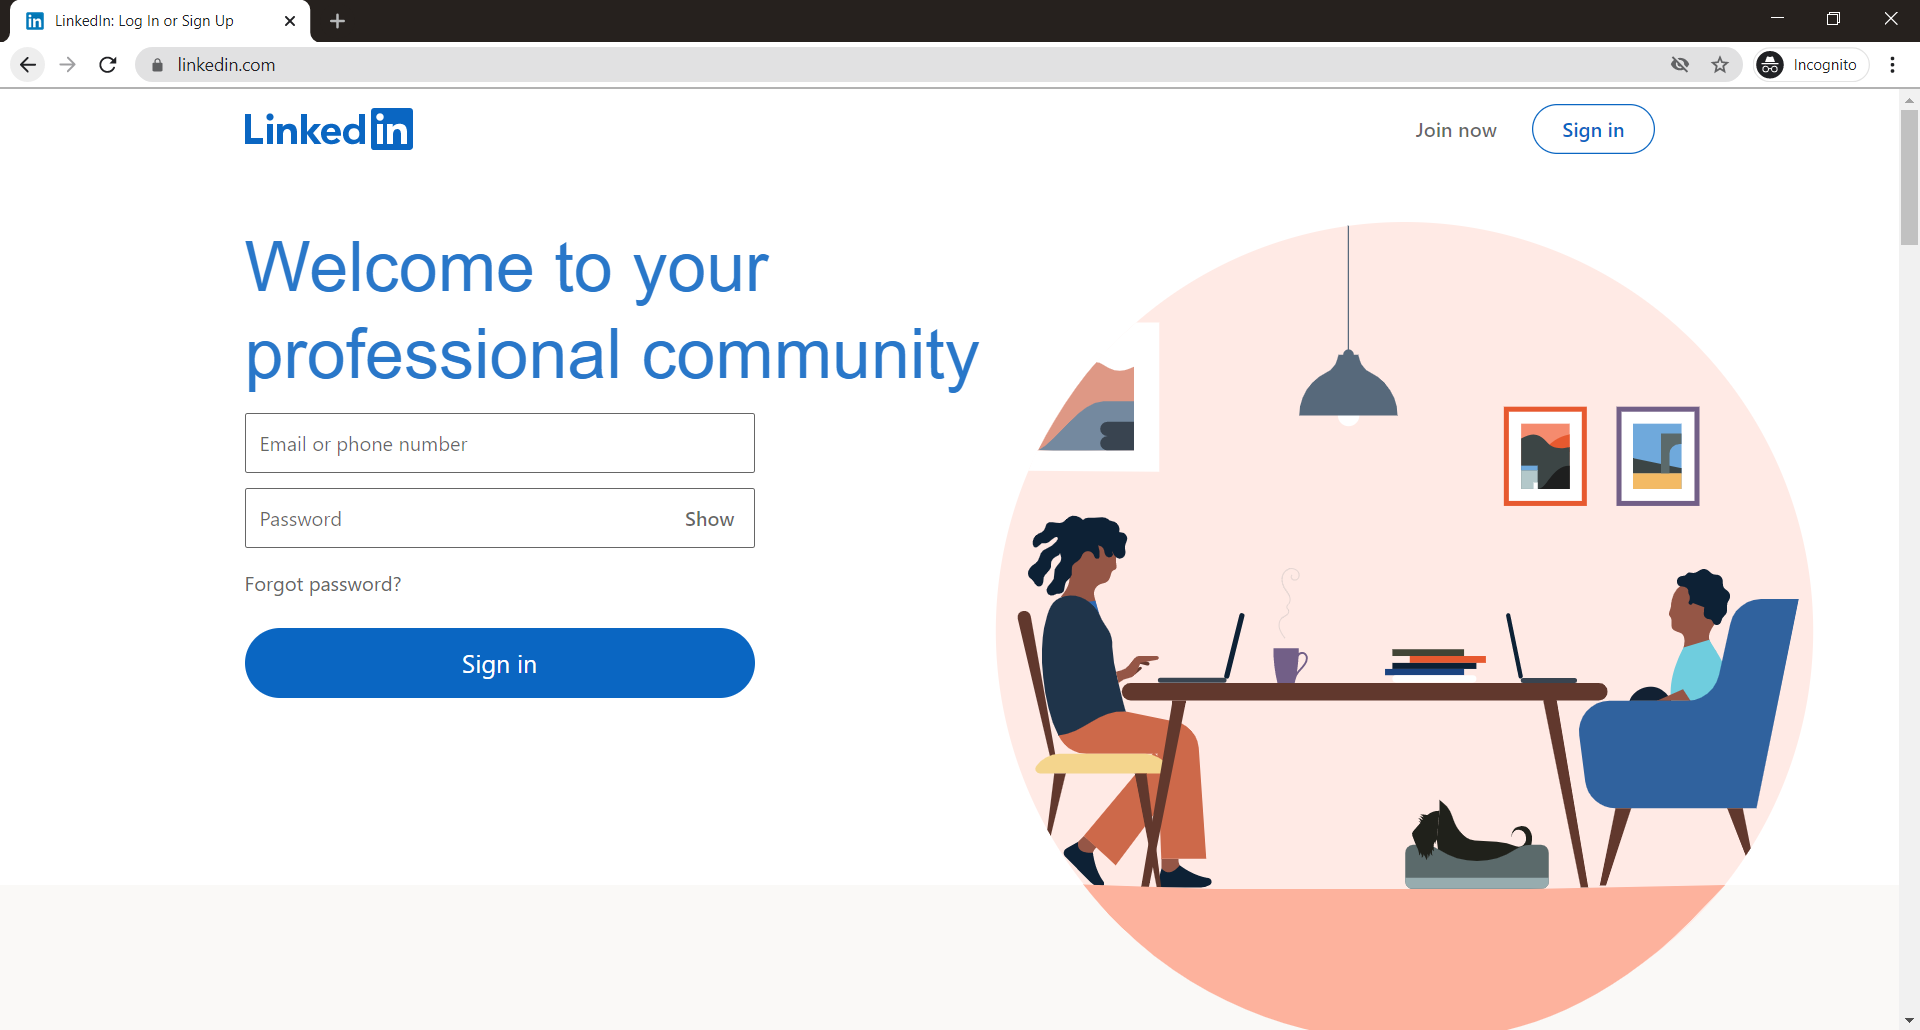 LinkedIn: Log In or Sign Up
linkedin.com
Incognito
Linked in
Join now
Sign in
Welcome to your
professional community
Email or phone number
Password
Show
Forgot password?
Sign in